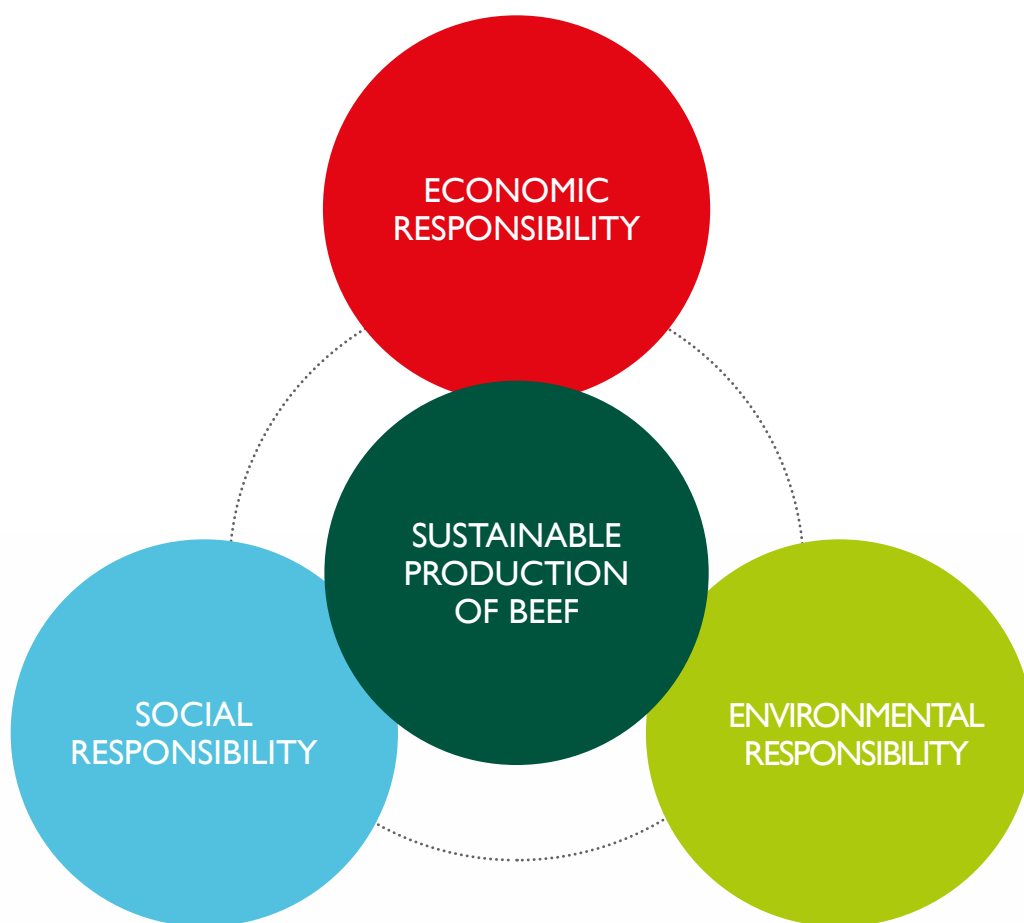 ECONOMIC
RESPONSIBILITY
SUSTAINABLE
PRODUCTION
OF BEEF
SOCIAL
RESPONSIBILITY
ENVIRONMENTAL
RESPONSIBILITY